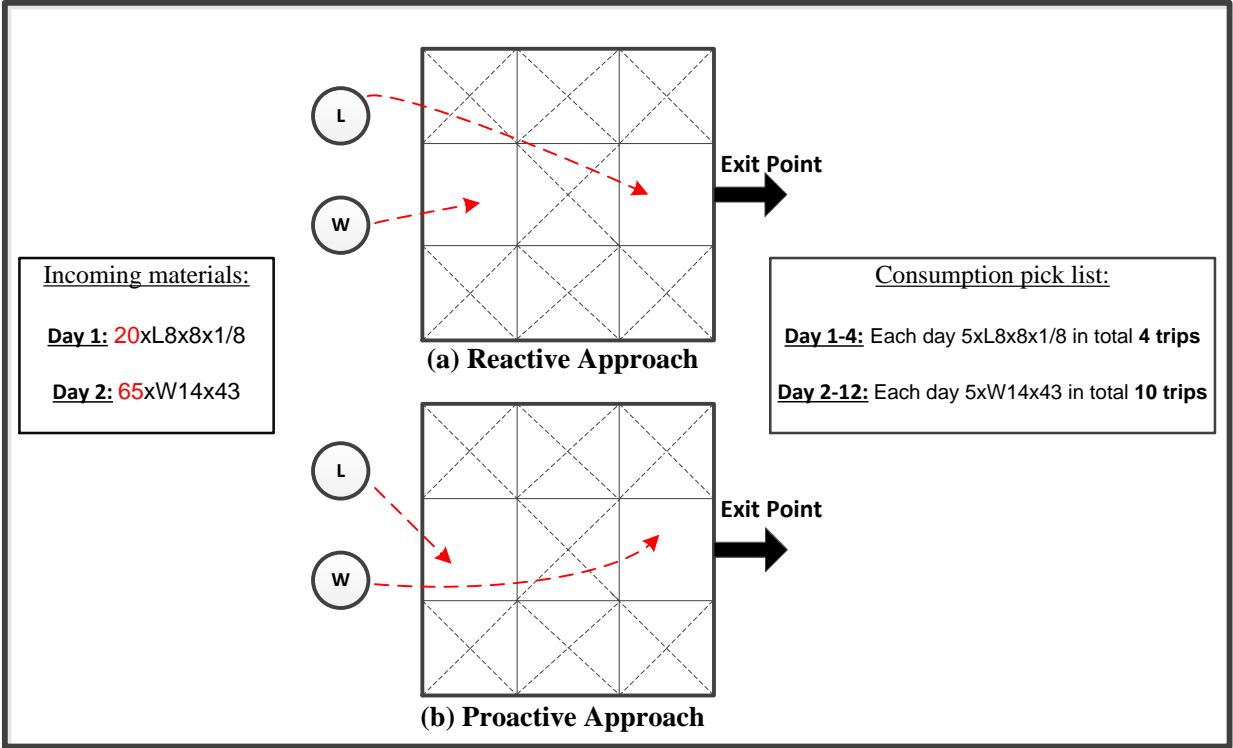 L
W
Exit Point
(a) Reactive Approach
Incoming materials:
Day 1: 20xL8x8x1/8
Day 2: 65xW14x43
Consumption pick list:
Day 1-4: Each day 5xL8x8x1/8 in total 4 trips
Day 2-12: Each day 5xW14x43 in total 10 trips
L
W
Exit Point
(b) Proactive Approach